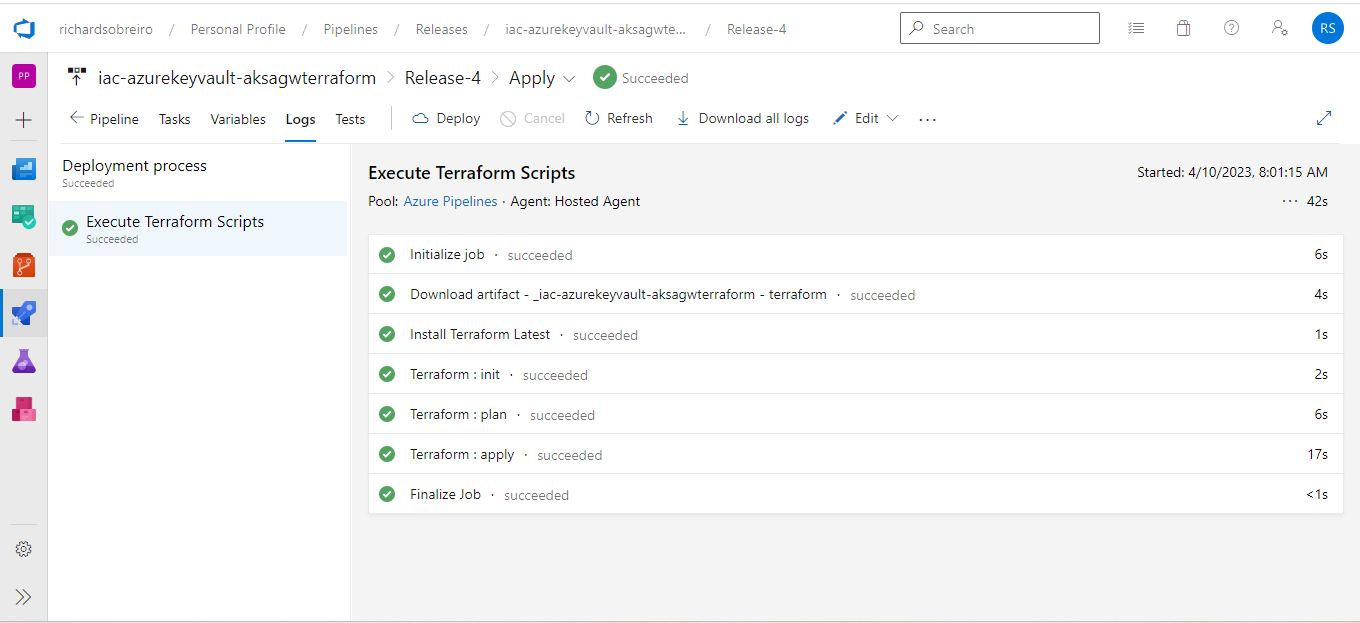 richardsobreiro / Personal Profile / Pipelines / Releases / iac-azurekeyvault-aksagwte... / Release-4
Search
RS
PP
iac-azurekeyvault-aksagwterraform > Release-4 > Apply
Succeeded
Pipeline Tasks Variables Logs Tests
Deploy Cancel Refresh Download all logs Edit ...
Deployment process
Succeeded
Execute Terraform Scripts
Succeeded
Execute Terraform Scripts
Started: 4/10/2023, 8:01:15 AM
Pool: Azure Pipelines · Agent: Hosted Agent
... 42s
Initialize job · succeeded 6s
Download artifact - _iac-azurekeyvault-aksagwterraform - terraform · succeeded 4s
Install Terraform Latest · succeeded 1s
Terraform : init · succeeded 2s
Terraform : plan · succeeded 6s
Terraform : apply · succeeded 17s
Finalize Job · succeeded <1s